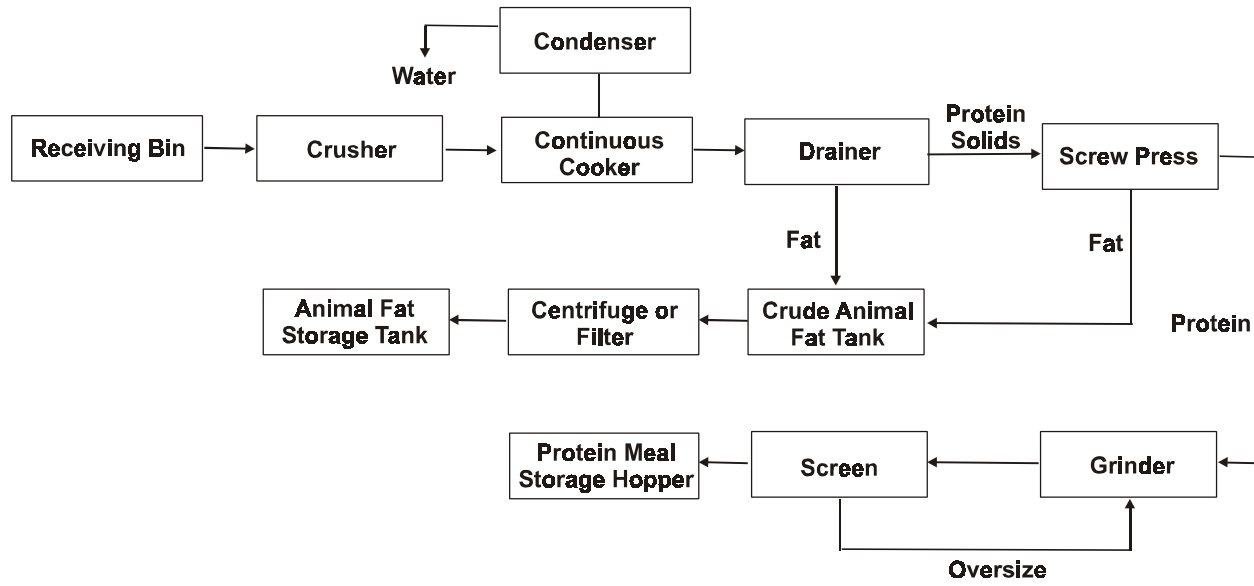 Condenser
Water
Receiving Bin
Crusher
Continuous
Cooker
Drainer
Protein
Solids
Screw Press
Fat
Fat
Animal Fat
Storage Tank
Centrifuge or
Filter
Crude Animal
Fat Tank
Protein
Protein Meal
Storage Hopper
Screen
Grinder
Oversize